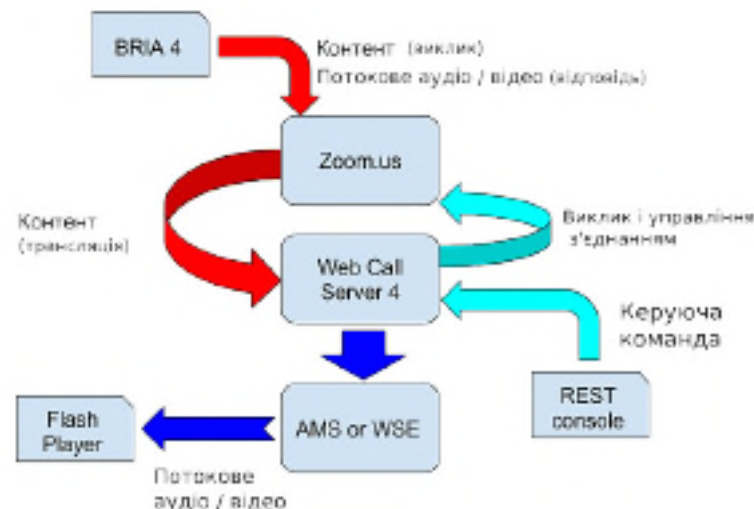 BRIA 4
Контент (виклик)
Потокове аудіо / відео (відповідь)
Zoom.us
Контент
(трансляція)
Виклик і управління
з'єднанням
Web Call
Server 4
Керуюча
команда
REST
console
Flash
Player
AMS or WSE
Потокове
аудіо / відео